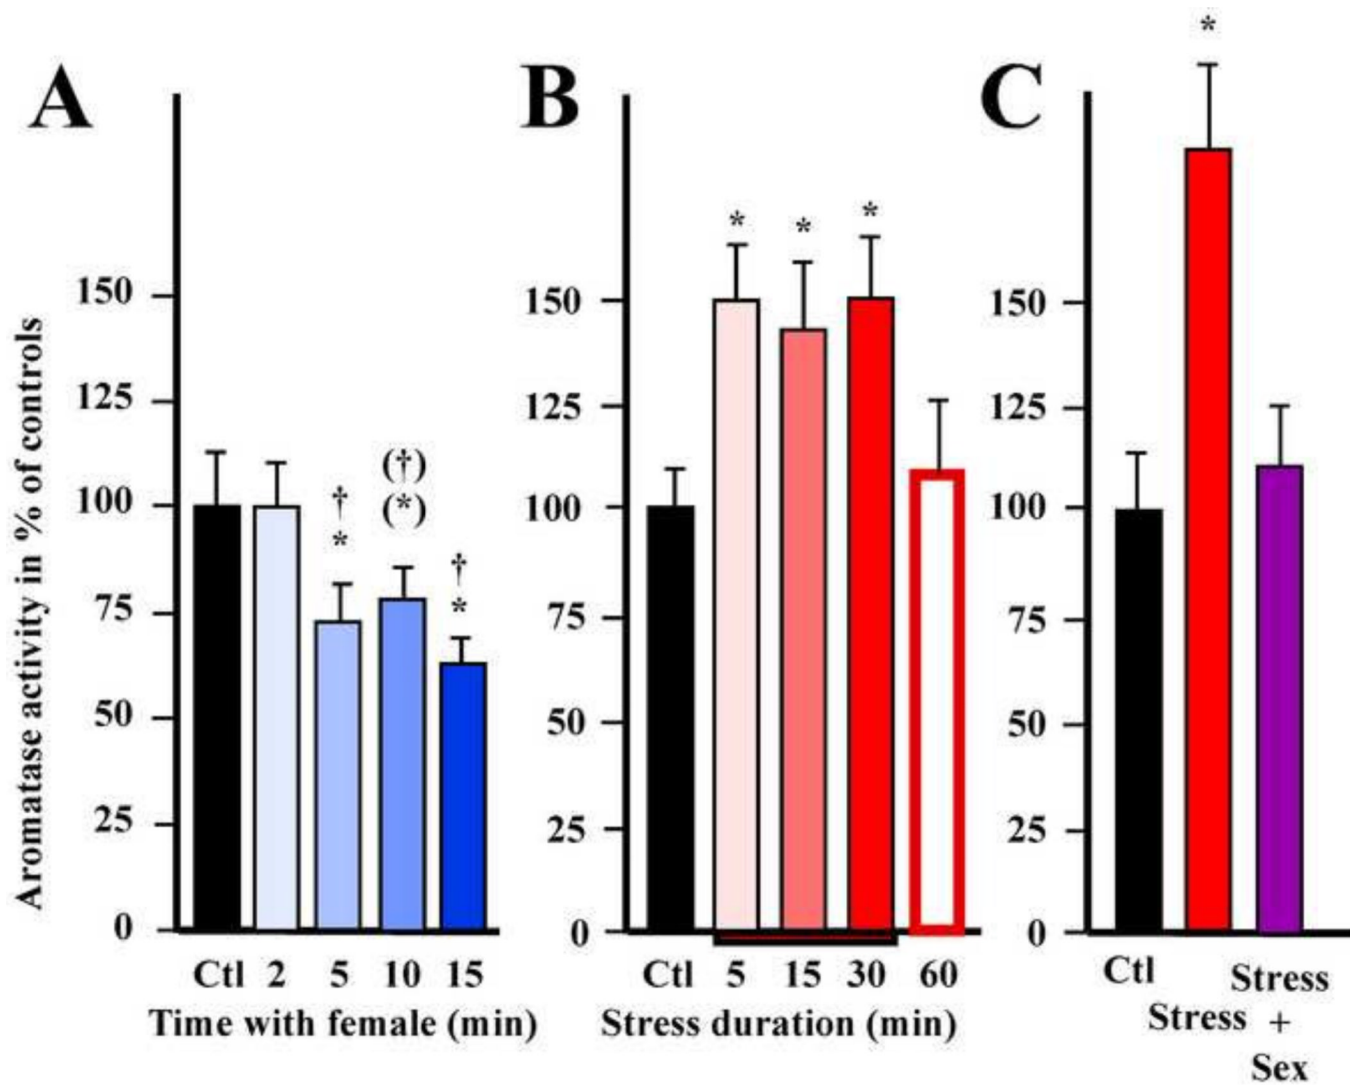 A
B
C
Aromatase activity in % of controls
150
125
100
75
50
25
0
†
*
(†)
(*)
†
*
Ctl 2 5 10 15
Time with female (min)
150
125
100
75
50
25
0
*
*
*
Ctl 5 15 30 60
Stress duration (min)
150
125
100
75
50
25
0
*
Ctl
Stress
Stress
+
Sex